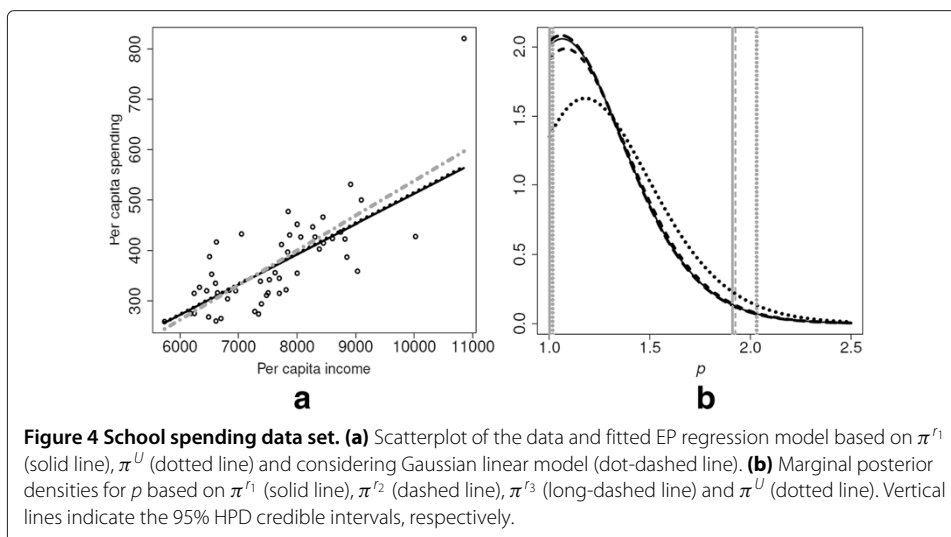 800
700
600
500
400
300
Per capita spending
6000 7000 8000 9000 10000 11000
Per capita income
a
2.0
1.5
1.0
0.5
0.0
1.0 1.5 2.0 2.5
p
b
Figure 4 School spending data set. (a) Scatterplot of the data and fitted EP regression model based on π^{r₁}
(solid line), π^U (dotted line) and considering Gaussian linear model (dot-dashed line). (b) Marginal posterior
densities for p based on π^{r₁} (solid line), π^{r₂} (dashed line), π^{r₃} (long-dashed line) and π^U (dotted line). Vertical
lines indicate the 95% HPD credible intervals, respectively.